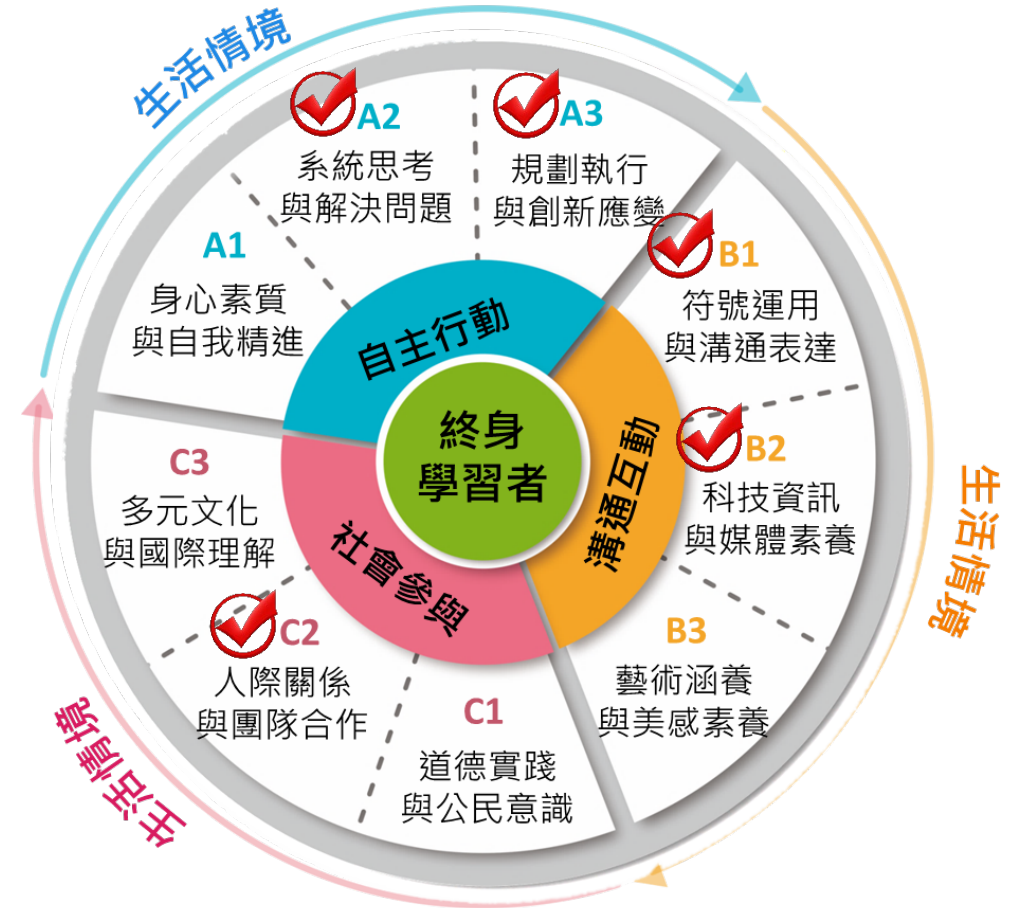 生活情境
A2
系統思考
與解決問題
A3
規劃執行
與創新應變
A1
身心素質
與自我精進
B1
符號運用
與溝通表達
自主行動
終身
學習者
溝通互動
社會參與
B2
科技資訊
與媒體素養
生活情境
C3
多元文化
與國際理解
B3
藝術涵養
與美感素養
C2
人際關係
與團隊合作
C1
道德實踐
與公民意識
生活情境